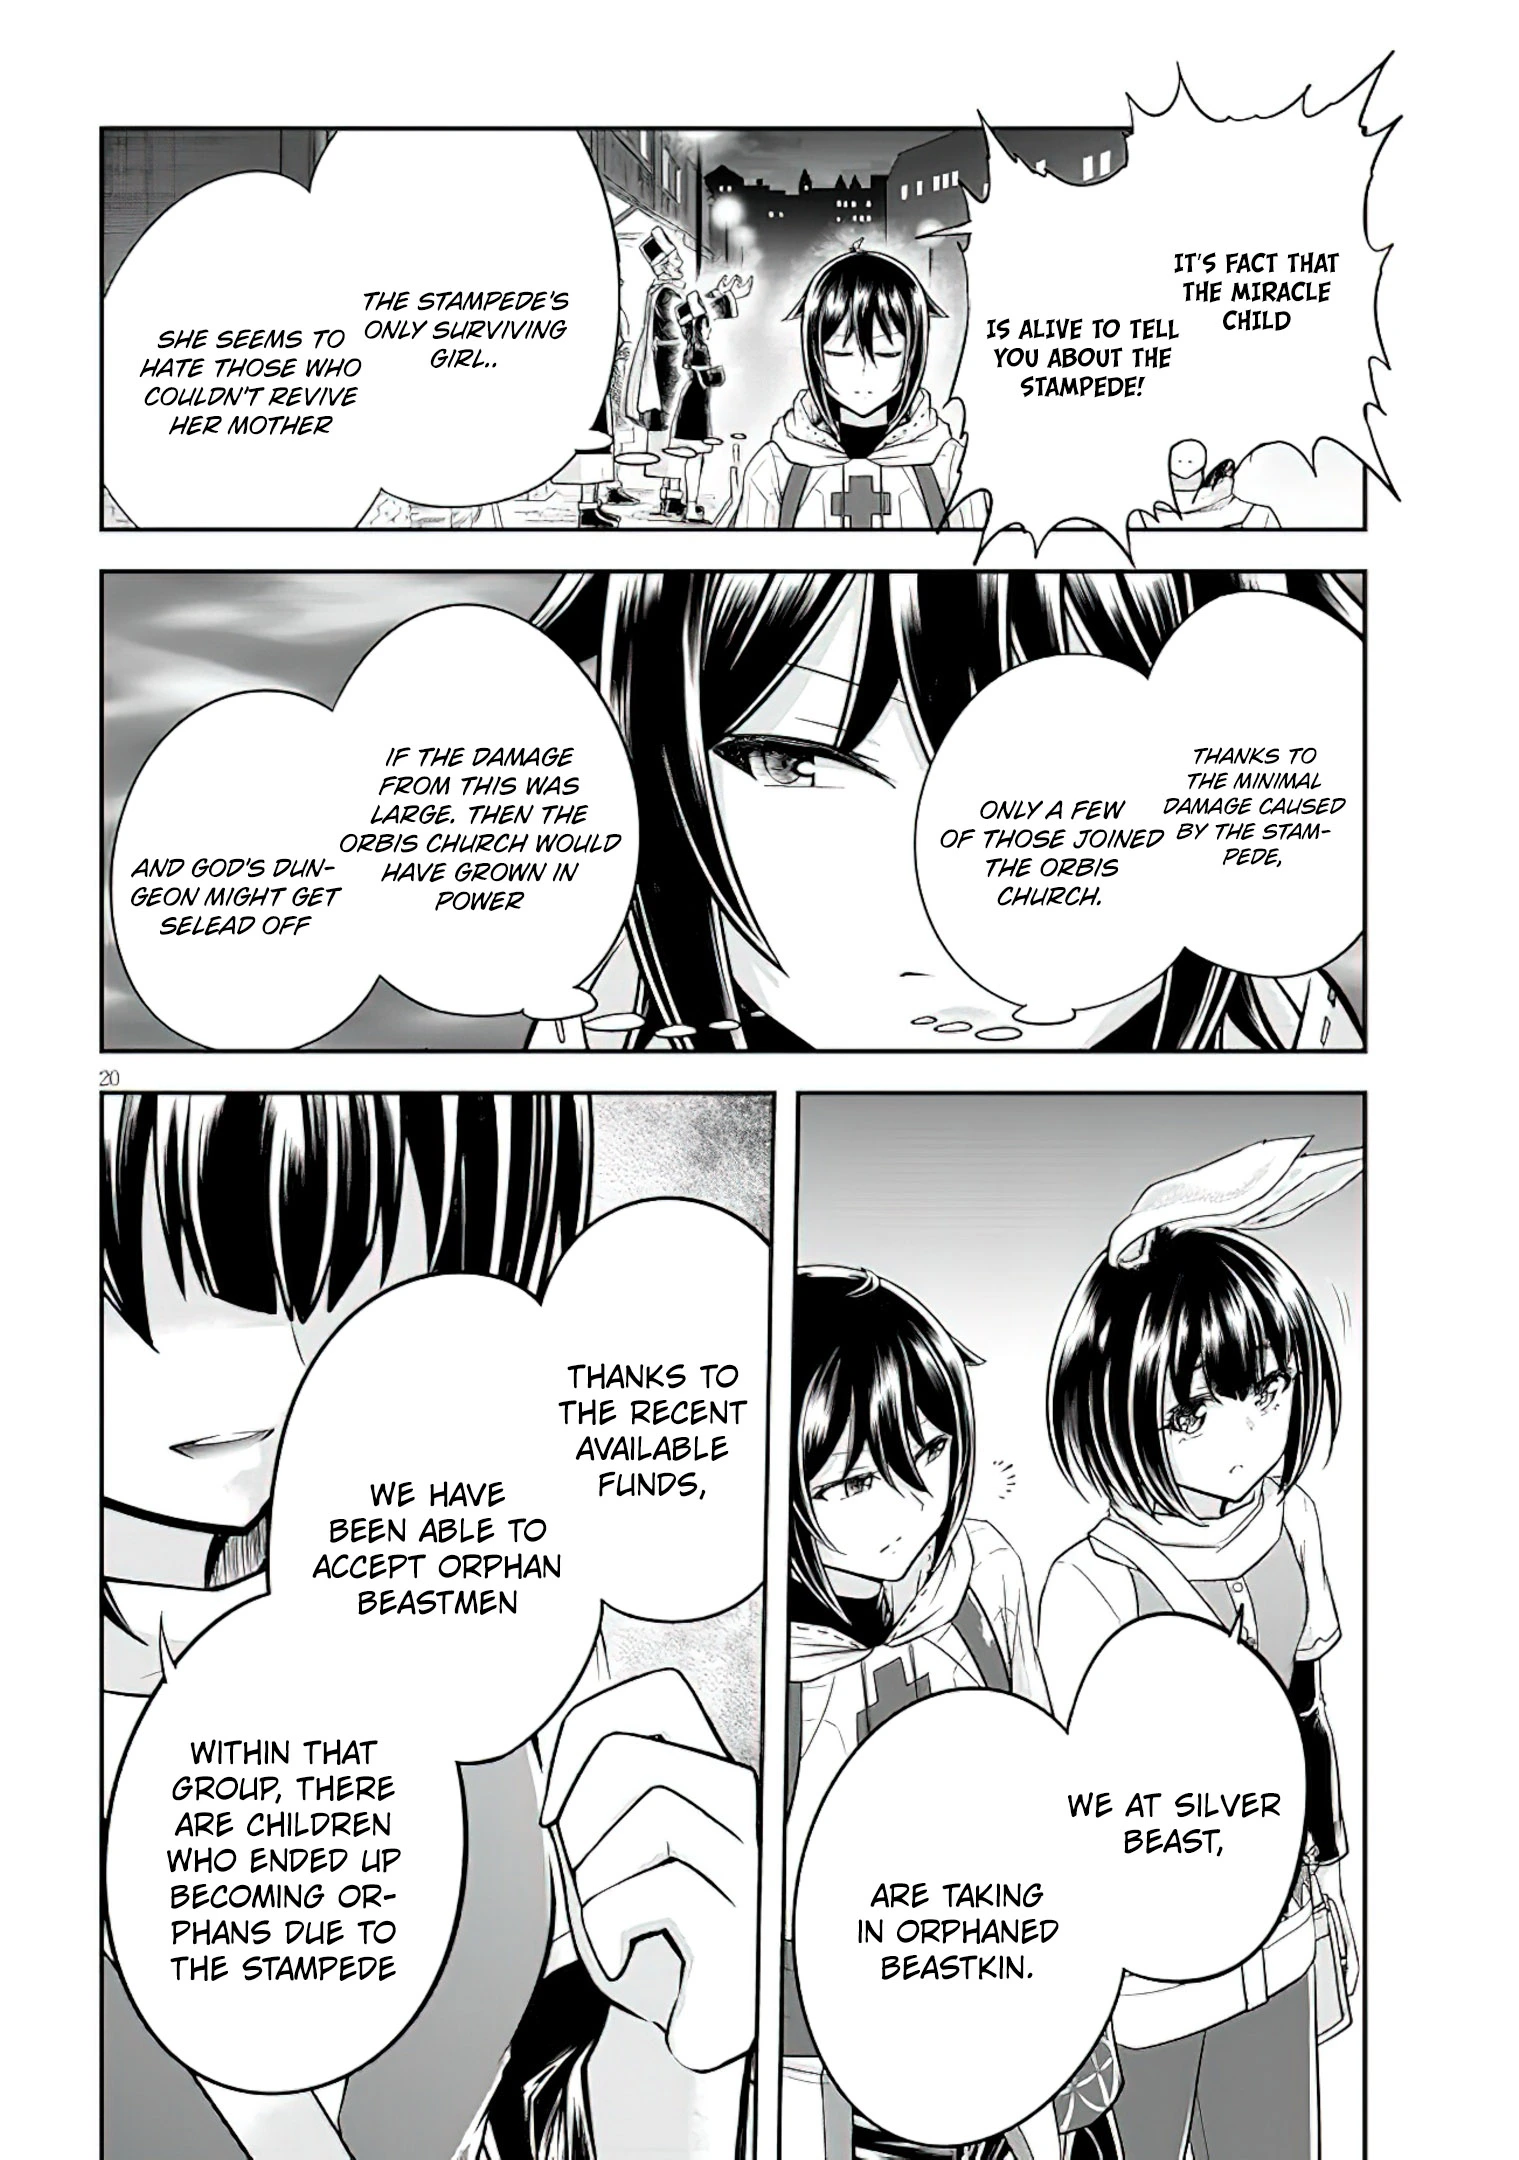 IT'S FACT THAT
THE MIRACLE
CHILD
IS ALIVE TO TELL
YOU ABOUT THE
STAMPEDE!
THE STAMPEDE'S
ONLY SURVIVING
GIRL..
SHE SEEMS TO
HATE THOSE WHO
COULDN'T REVIVE
HER MOTHER
THANKS TO
THE MINIMAL
DAMAGE CAUSED
BY THE STAM-
PEDE,
ONLY A FEW
OF THOSE JOINED
THE ORBIS
CHURCH.
IF THE DAMAGE
FROM THIS WAS
LARGE. THEN THE
ORBIS CHURCH WOULD
HAVE GROWN IN
POWER
AND GOD'S DUN-
GEON MIGHT GET
SELEAD OFF
20
WE AT SILVER
BEAST,
ARE TAKING
IN ORPHANED
BEASTKIN.
THANKS TO
THE RECENT
AVAILABLE
FUNDS,
WE HAVE
BEEN ABLE TO
ACCEPT ORPHAN
BEASTMEN
WITHIN THAT
GROUP, THERE
ARE CHILDREN
WHO ENDED UP
BECOMING OR-
PHANS DUE TO
THE STAMPEDE